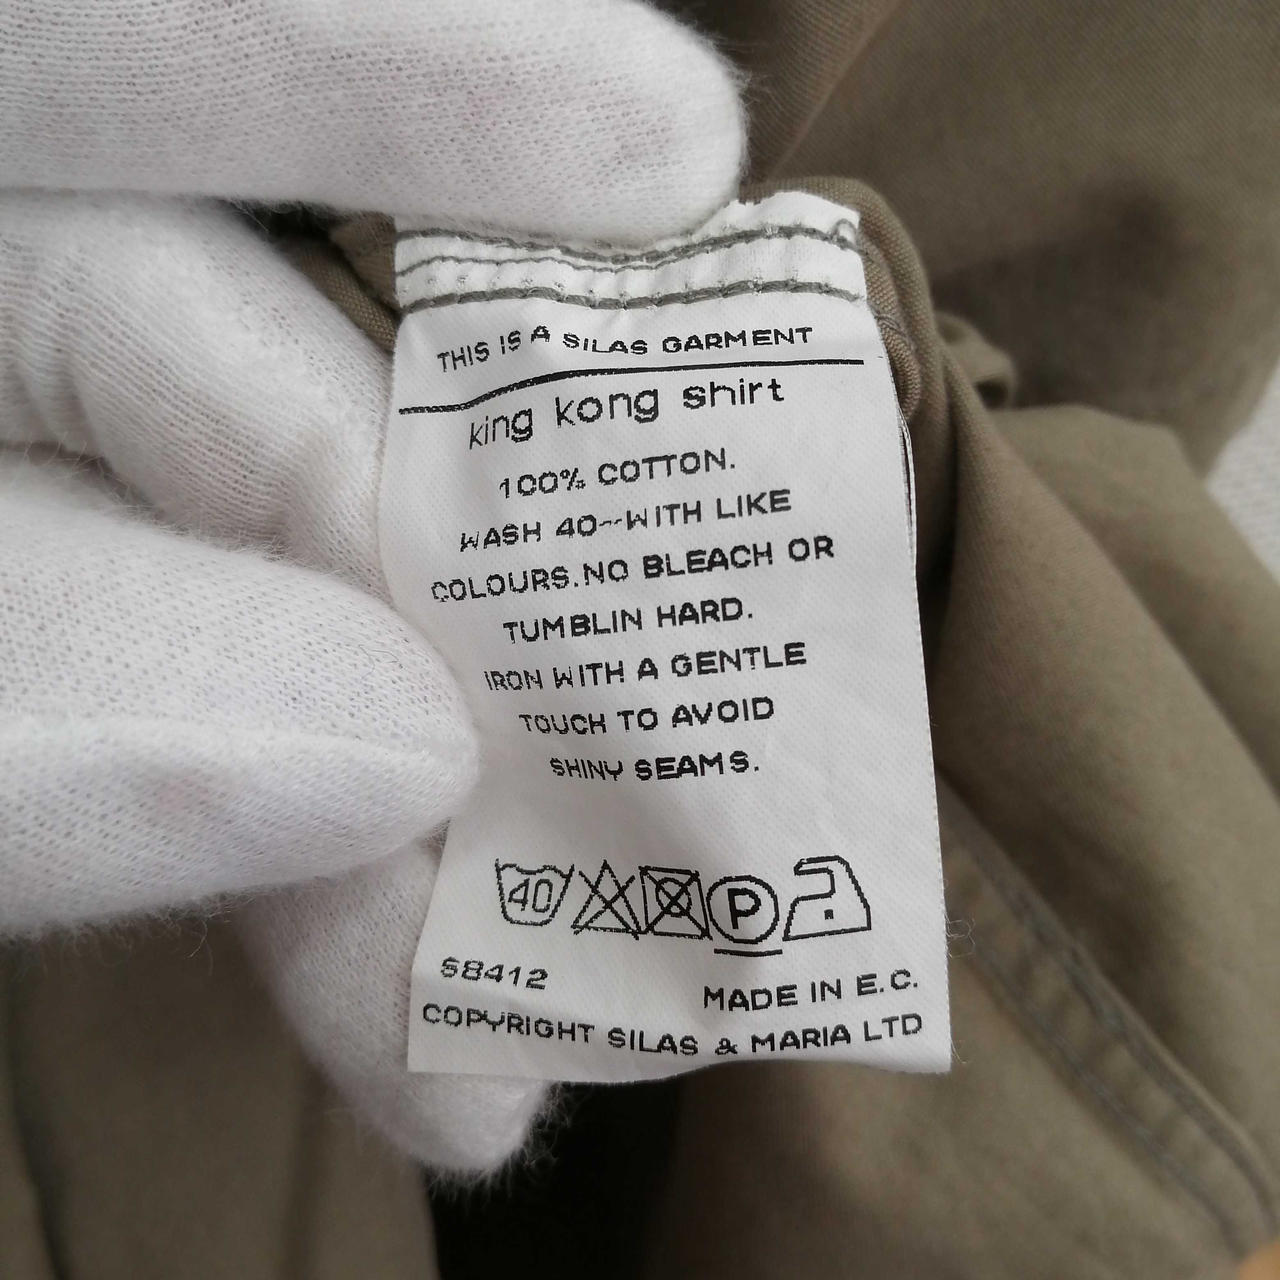 THIS IS A SILAS GARMENT
king kong shirt
100% COTTON.
WASH 40--WITH LIKE
COLOURS.NO BLEACH OR
TUMBLIN HARD.
IRON WITH A GENTLE
TOUCH TO AVOID
SHINY SEAMS.
40 P
S8412
MADE IN E.C.
COPYRIGHT SILAS & MARIA LTD